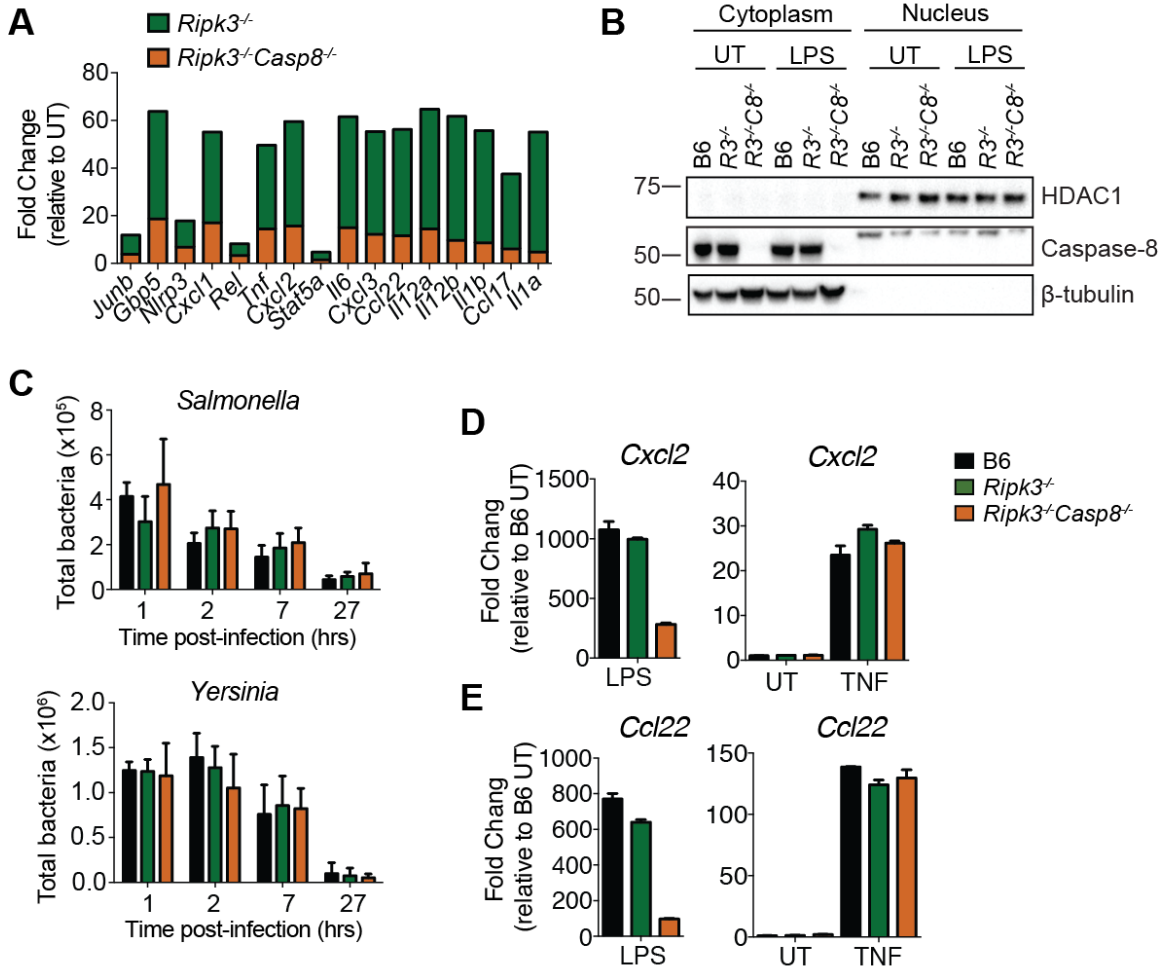 A
Ripk3-/-
Ripk3-/-Casp8-/-
Fold Change
(relative to UT)
80
60
40
20
0
Junb
Gbp5
Nlrp3
Cxcl1
Rel
Tnf
Cxcl2
Stat5a
Il6
Cxcl3
Ccl22
Il12a
Il12b
Il1b
Ccl17
Il1a
B
Cytoplasm Nucleus
UT LPS UT LPS
B6 R3-/- R3-/-C8-/- B6 R3-/- R3-/-C8-/- B6 R3-/- R3-/-C8-/- B6 R3-/- R3-/-C8-/-
75 HDAC1
50 Caspase-8
50 β-tubulin
C
Salmonella
Total bacteria (x10⁵)
8
6
4
2
0
1 2 7 27
Time post-infection (hrs)
Yersinia
Total bacteria (x10⁶)
2.0
1.5
1.0
0.5
0.0
1 2 7 27
Time post-infection (hrs)
D
Cxcl2
Fold Chang
(relative to B6 UT)
1500
1000
500
0
LPS
Cxcl2
40
30
20
10
0
UT TNF
B6
Ripk3-/-
Ripk3-/-Casp8-/-
E
Ccl22
Fold Chang
(relative to B6 UT)
1000
800
600
400
200
0
LPS
Ccl22
150
100
50
0
UT TNF